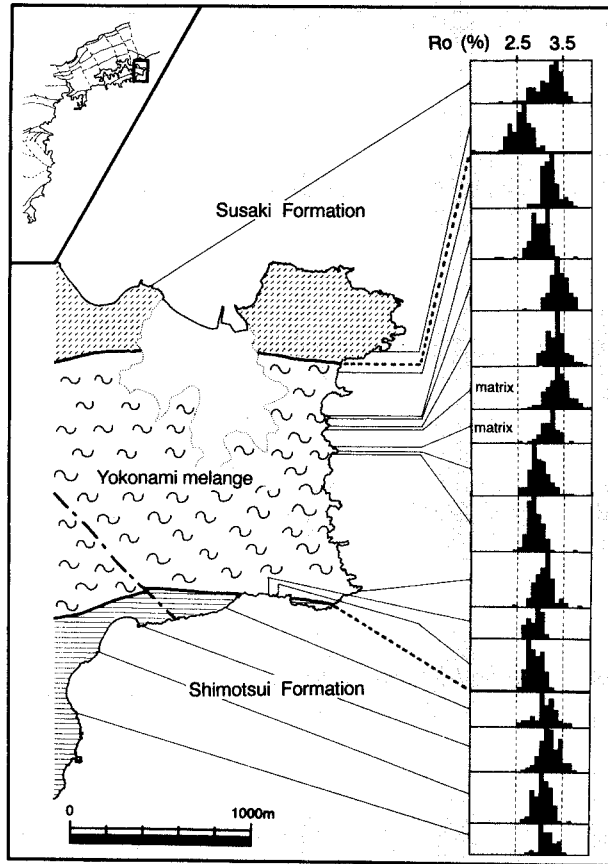 Ro (%) 2.5 3.5
Susaki Formation
matrix
matrix
Yokonami melange
Shimotsui Formation
0 1000m